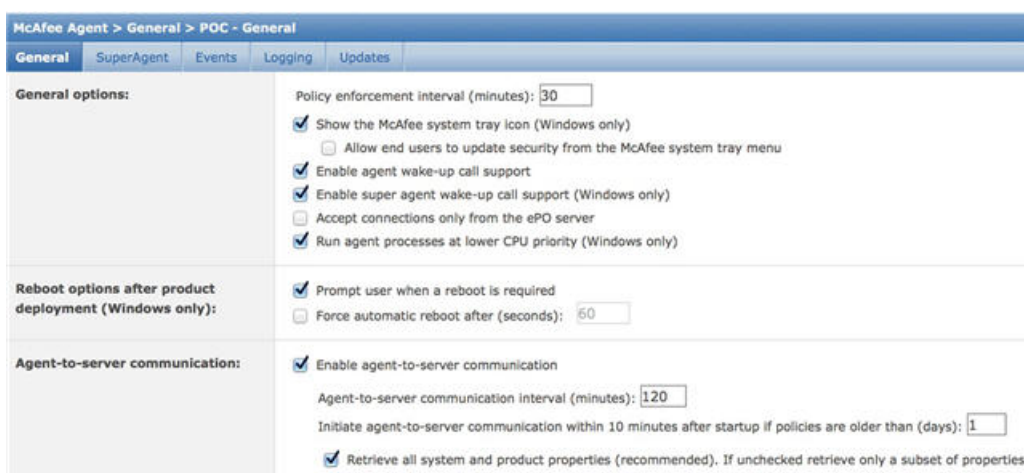 McAfee Agent > General > POC - General
General SuperAgent Events Logging Updates
General options:
Policy enforcement interval (minutes): 30
Show the McAfee system tray icon (Windows only)
Allow end users to update security from the McAfee system tray menu
Enable agent wake-up call support
Enable super agent wake-up call support (Windows only)
Accept connections only from the ePO server
Run agent processes at lower CPU priority (Windows only)
Reboot options after product
deployment (Windows only):
Prompt user when a reboot is required
Force automatic reboot after (seconds): 60
Agent-to-server communication:
Enable agent-to-server communication
Agent-to-server communication interval (minutes): 120
Initiate agent-to-server communication within 10 minutes after startup if policies are older than (days): 1
Retrieve all system and product properties (recommended). If unchecked retrieve only a subset of properties